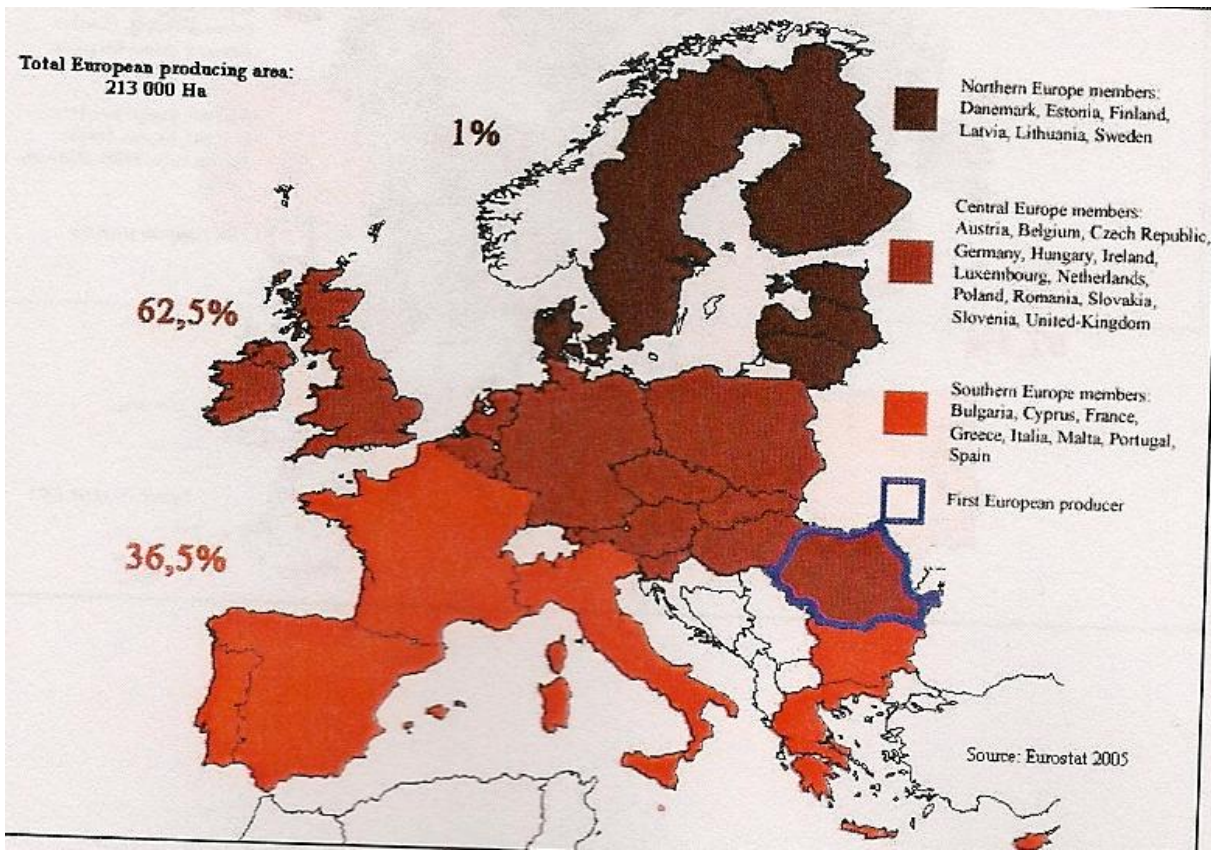 Total European producing area:
213 000 Ha
1%
62,5%
36,5%
Northern Europe members:
Danemark, Estonia, Finland,
Latvia, Lithuania, Sweden
Central Europe members:
Austria, Belgium, Czech Republic,
Germany, Hungary, Ireland,
Luxembourg, Netherlands,
Poland, Romania, Slovakia,
Slovenia, United-Kingdom
Southern Europe members:
Bulgaria, Cyprus, France,
Greece, Italia, Malta, Portugal,
Spain
First European producer
Source: Eurostat 2005